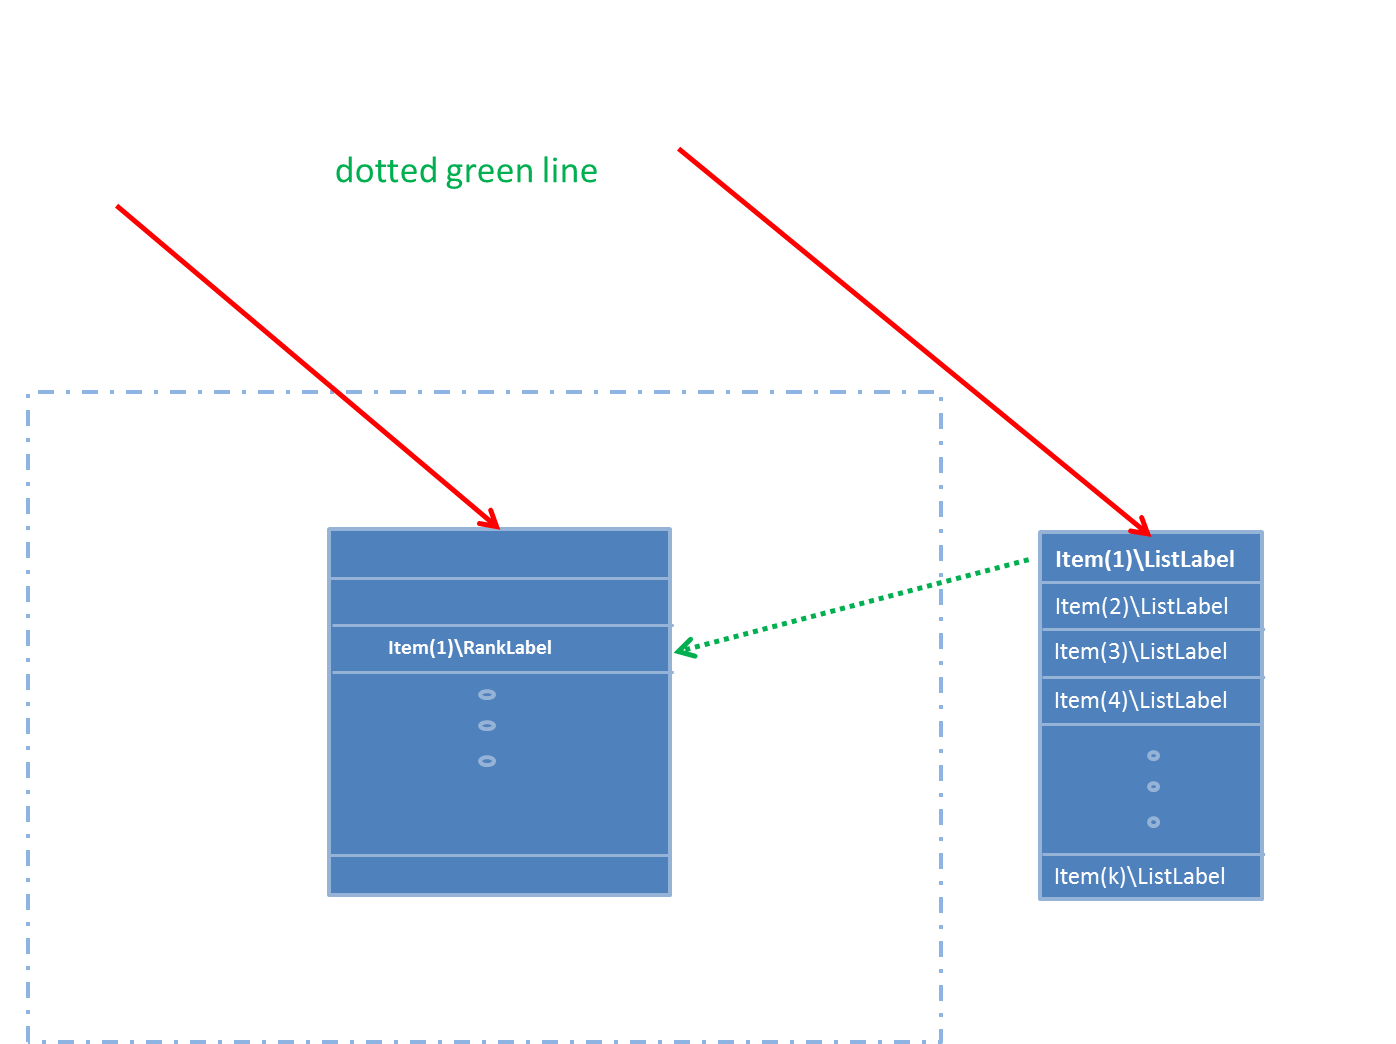 dotted green line
Item(1)\RankLabel
Item(1)\ListLabel
Item(2)\ListLabel
Item(3)\ListLabel
Item(4)\ListLabel
Item(k)\ListLabel